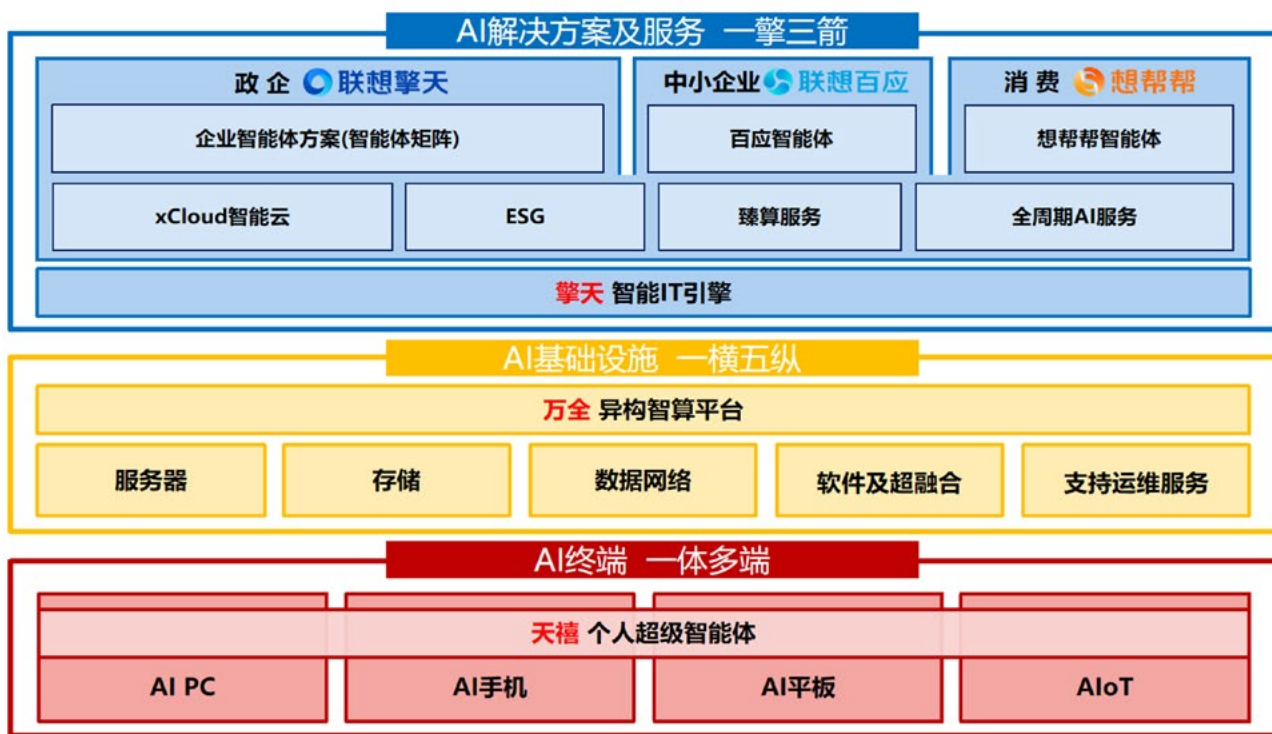 AI解决方案及服务 一擎三箭
政企 联想擎天
中小企业 联想百应
消费 想帮帮
企业智能体方案(智能体矩阵)
百应智能体
想帮帮智能体
xCloud智能云
ESG
臻算服务
全周期AI服务
擎天 智能IT引擎
AI基础设施 一横五纵
万全 异构智算平台
服务器
存储
数据网络
软件及超融合
支持运维服务
AI终端 一体多端
天禧 个人超级智能体
AI PC
AI手机
AI平板
AIoT